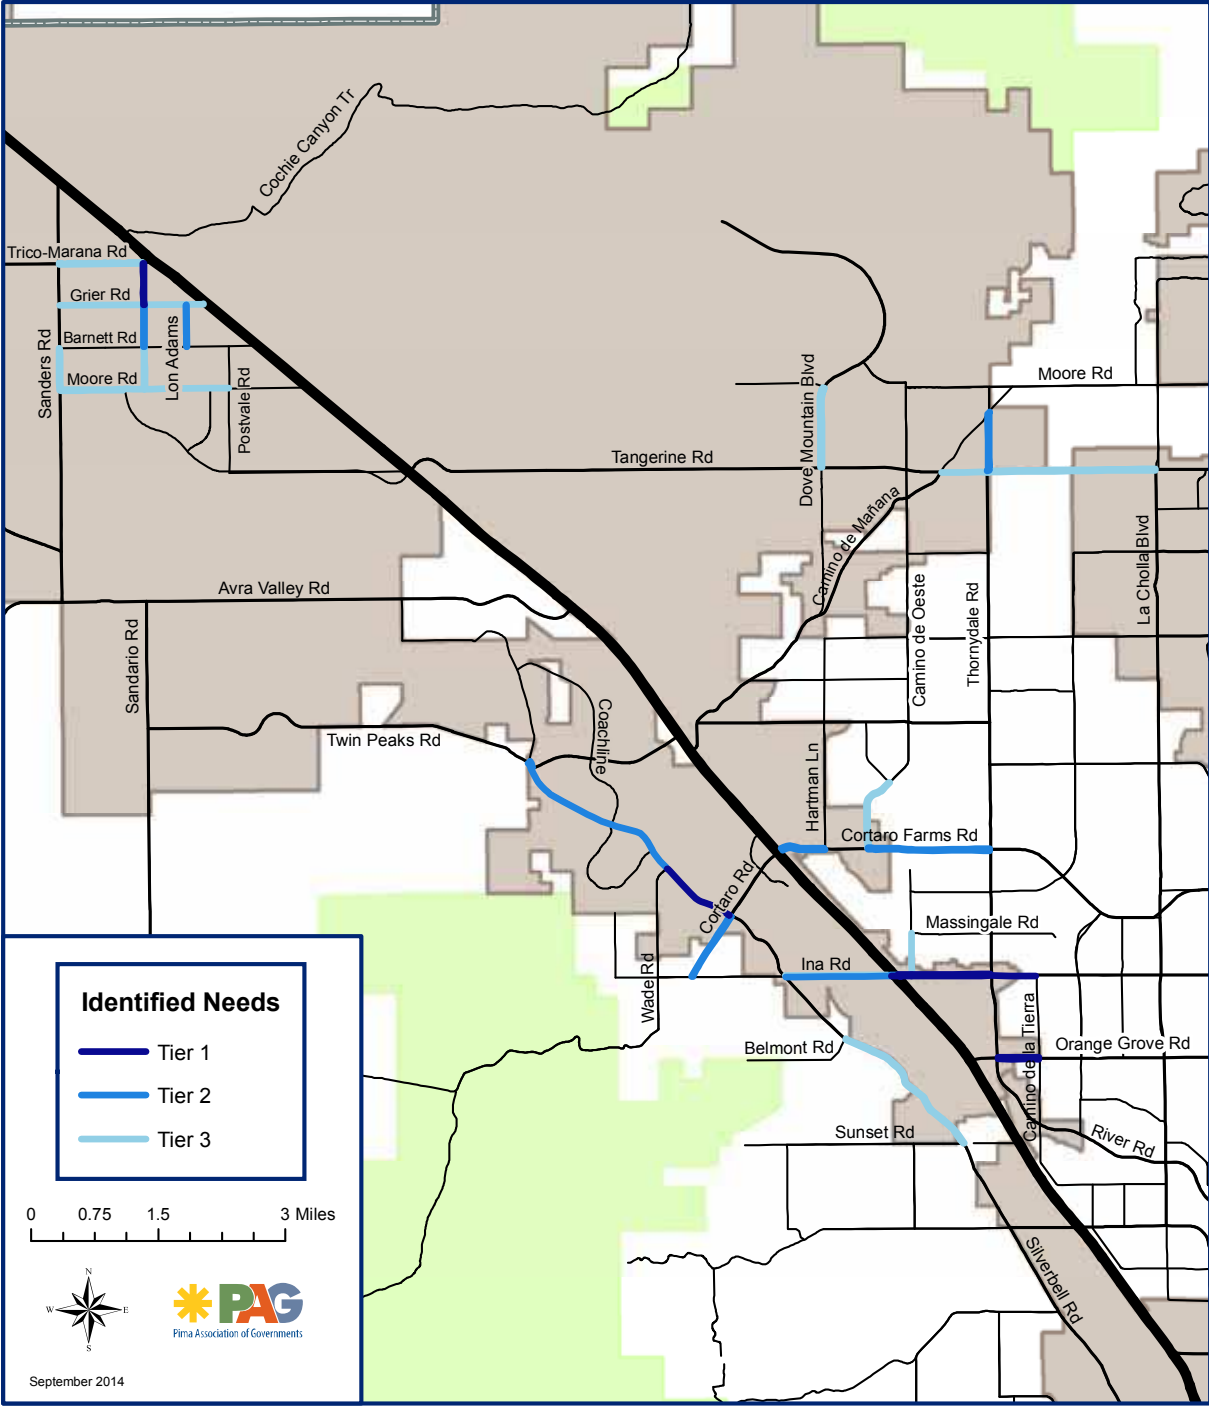 Cochie Canyon Tr
Trico-Marana Rd
Grier Rd
Barnett Rd
Moore Rd
Sanders Rd
Lon Adams
Postvale Rd
Moore Rd
Dove Mountain Blvd
Tangerine Rd
Camino de Mañana
Avra Valley Rd
Sandario Rd
Camino de Oeste
Thornydale Rd
La Cholla Blvd
Twin Peaks Rd
Coachline
Hartman Ln
Cortaro Farms Rd
Cortaro Rd
Massingale Rd
Ina Rd
Wade Rd
Belmont Rd
Camino de la Tierra
Orange Grove Rd
Sunset Rd
River Rd
Silverbell Rd
Identified Needs
Tier 1
Tier 2
Tier 3
0 0.75 1.5 3 Miles
N
W E
S
PAG
Pima Association of Governments
September 2014